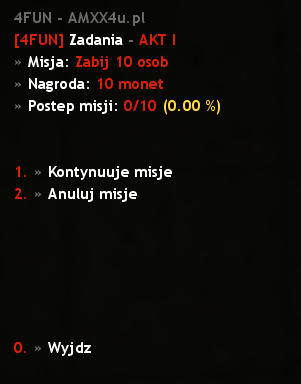 4FUN - AMXX4u.pl
[4FUN] Zadania - AKT I
» Misja: Zabij 10 osob
» Nagroda: 10 monet
» Postep misji: 0/10 (0.00 %)
1. » Kontynuuje misje
2. » Anuluj misje
0. » Wyjdz